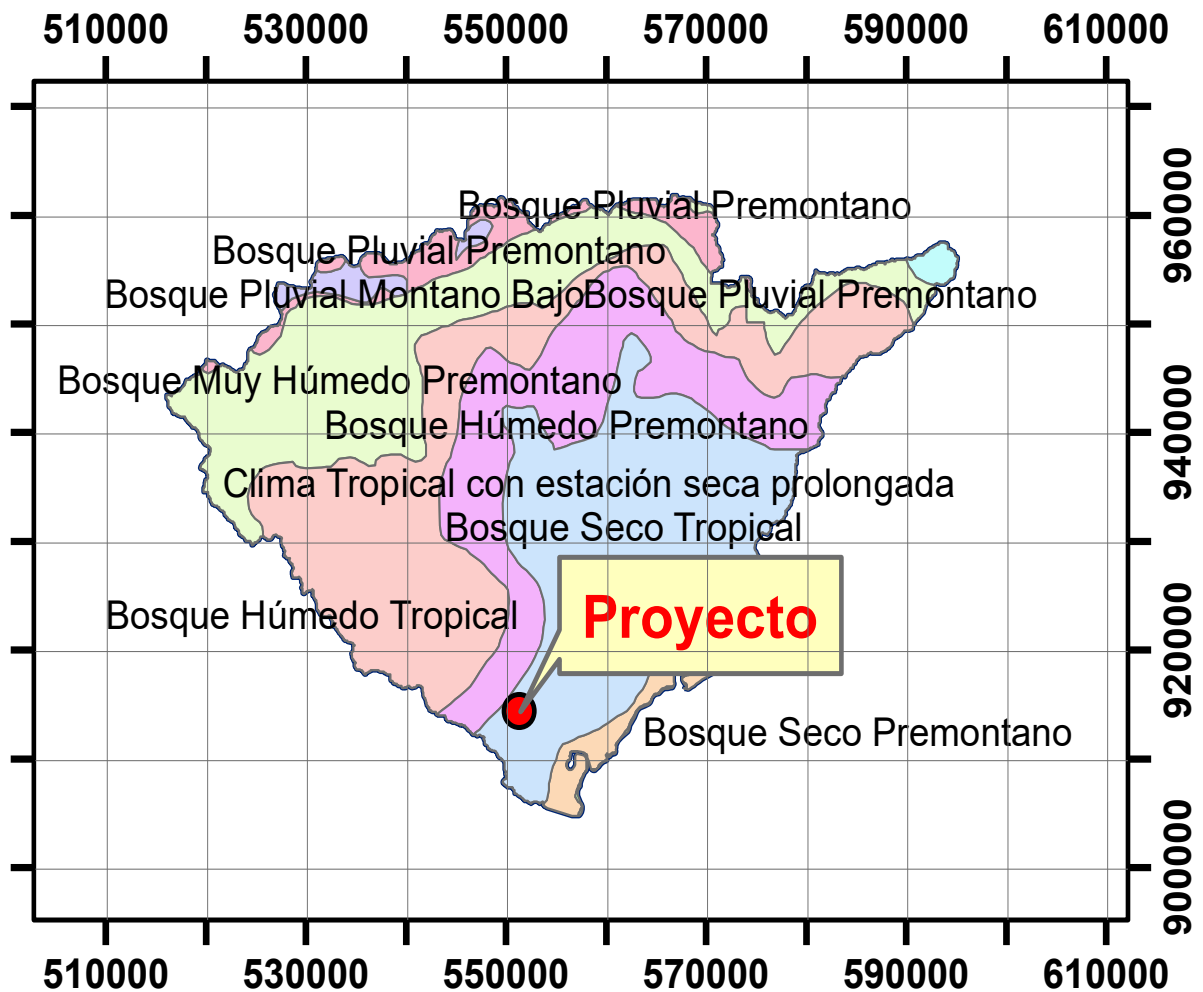 510000 530000 550000 570000 590000 610000
Bosque Pluvial Premontano
960000
Bosque Pluvial Premontano
Bosque Pluvial Montano Bajo
Bosque Pluvial Premontano
Bosque Muy Húmedo Premontano
Bosque Húmedo Premontano
940000
Clima Tropical con estación seca prolongada
Bosque Seco Tropical
Bosque Húmedo Tropical
Proyecto
920000
Bosque Seco Premontano
900000
510000 530000 550000 570000 590000 610000